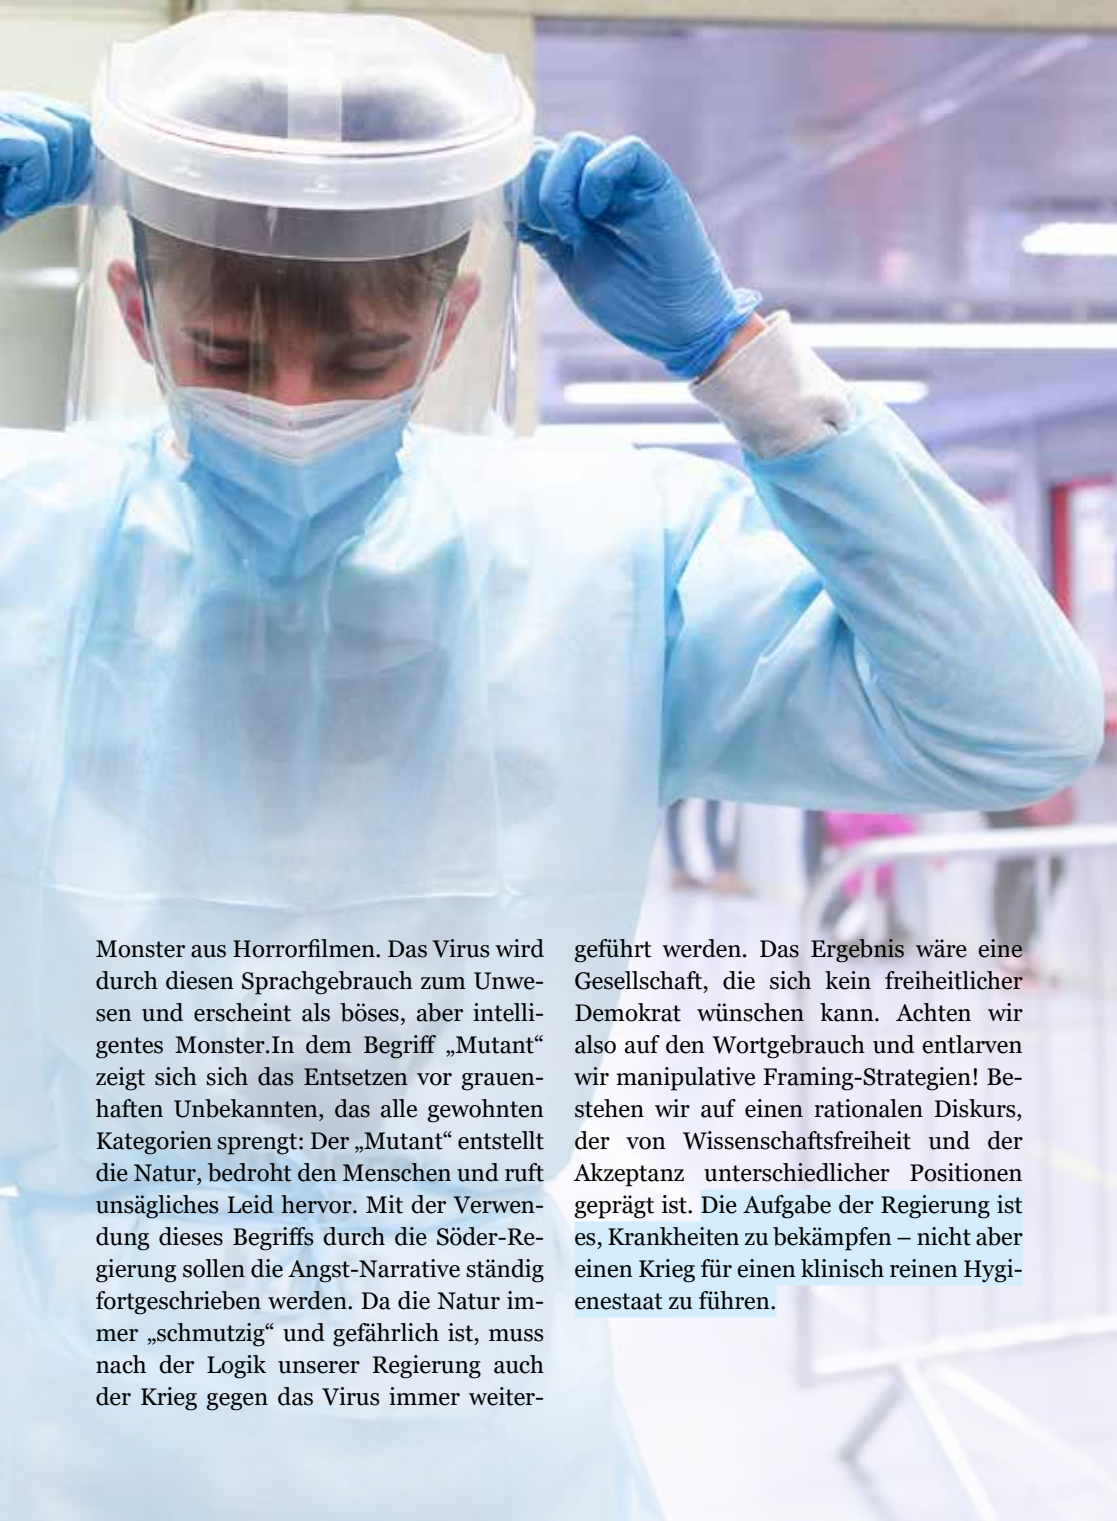 Monster aus Horrorfilmen. Das Virus wird
durch diesen Sprachgebrauch zum Unwe-
sen und erscheint als böses, aber intelli-
gentes Monster.In dem Begriff „Mutant“
zeigt sich sich das Entsetzen vor grauen-
haften Unbekannten, das alle gewohnten
Kategorien sprengt: Der „Mutant“ entstellt
die Natur, bedroht den Menschen und ruft
unsägliches Leid hervor. Mit der Verwen-
dung dieses Begriffs durch die Söder-Re-
gierung sollen die Angst-Narrative ständig
fortgeschrieben werden. Da die Natur im-
mer „schmutzig“ und gefährlich ist, muss
nach der Logik unserer Regierung auch
der Krieg gegen das Virus immer weiter-
geführt werden. Das Ergebnis wäre eine
Gesellschaft, die sich kein freiheitlicher
Demokrat wünschen kann. Achten wir
also auf den Wortgebrauch und entlarven
wir manipulative Framing-Strategien! Be-
stehen wir auf einen rationalen Diskurs,
der von Wissenschaftsfreiheit und der
Akzeptanz unterschiedlicher Positionen
geprägt ist. Die Aufgabe der Regierung ist
es, Krankheiten zu bekämpfen – nicht aber
einen Krieg für einen klinisch reinen Hygi-
enestaat zu führen.